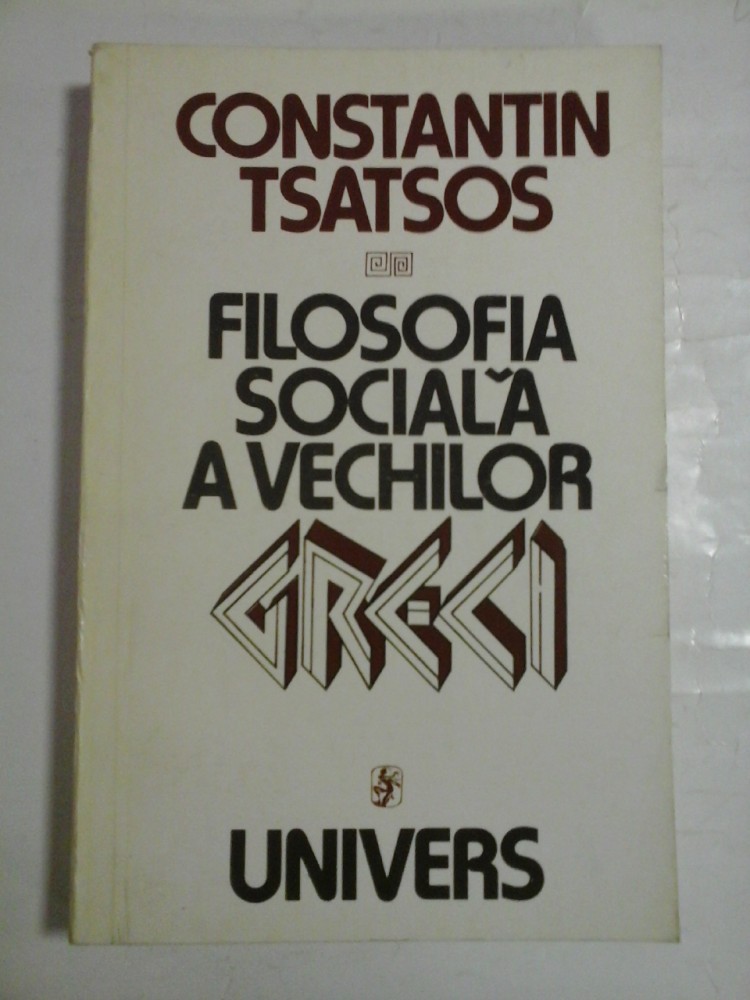 CONSTANTIN
TSATSOS
FILOSOFIA
SOCIALĂ
A VECHILOR
GRECI
UNIVERS